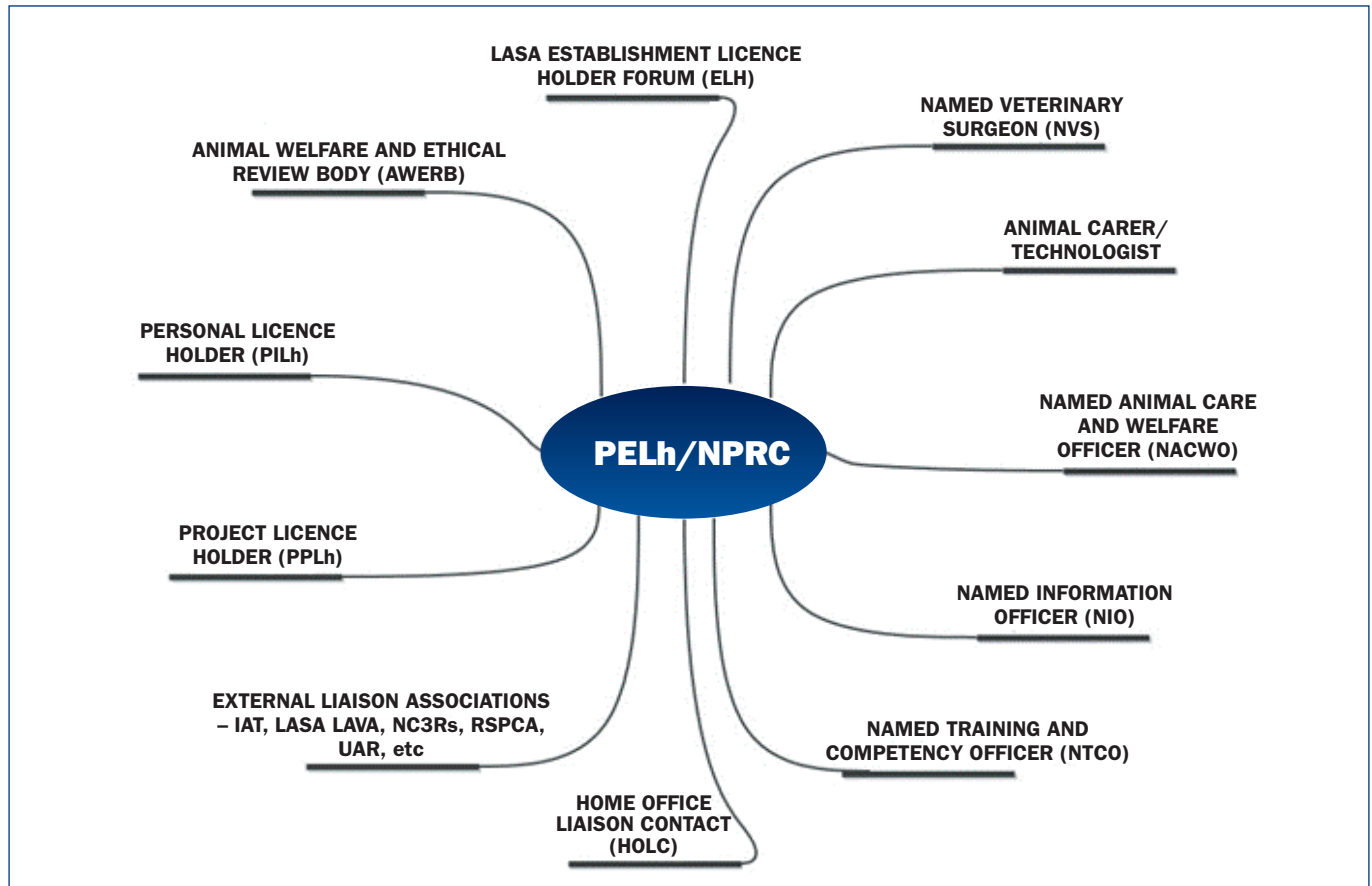 LASA ESTABLISHMENT LICENCE
HOLDER FORUM (ELH)
NAMED VETERINARY
SURGEON (NVS)
ANIMAL WELFARE AND ETHICAL
REVIEW BODY (AWERB)
ANIMAL CARER/
TECHNOLOGIST
PERSONAL LICENCE
HOLDER (PILh)
NAMED ANIMAL CARE
AND WELFARE
OFFICER (NACWO)
PELh/NPRC
PROJECT LICENCE
HOLDER (PPLh)
NAMED INFORMATION
OFFICER (NIO)
EXTERNAL LIAISON ASSOCIATIONS
– IAT, LASA LAVA, NC3Rs, RSPCA,
UAR, etc
NAMED TRAINING AND
COMPETENCY OFFICER (NTCO)
HOME OFFICE
LIAISON CONTACT
(HOLC)